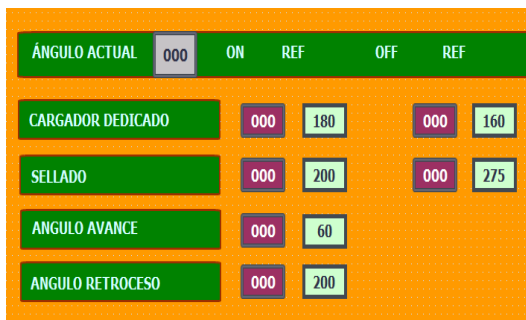 ÁNGULO ACTUAL 000 ON REF OFF REF
CARGADOR DEDICADO 000 180 000 160
SELLADO 000 200 000 275
ANGULO AVANCE 000 60
ANGULO RETROCESO 000 200